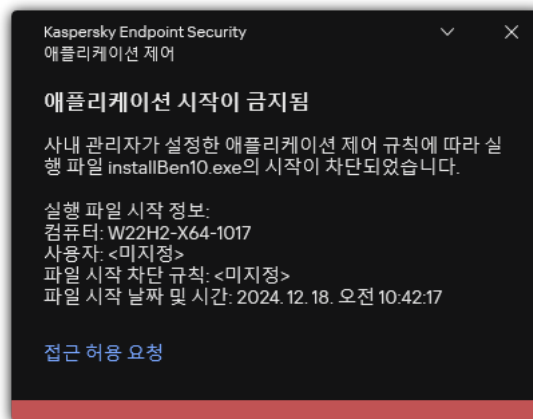 Kaspersky Endpoint Security
애플리케이션 제어
애플리케이션 시작이 금지됨
사내 관리자가 설정한 애플리케이션 제어 규칙에 따라 실
행 파일 installBen10.exe의 시작이 차단되었습니다.
실행 파일 시작 정보:
컴퓨터: W22H2-X64-1017
사용자: <미지정>
파일 시작 차단 규칙: <미지정>
파일 시작 날짜 및 시간: 2024. 12. 18. 오전 10:42:17
접근 허용 요청